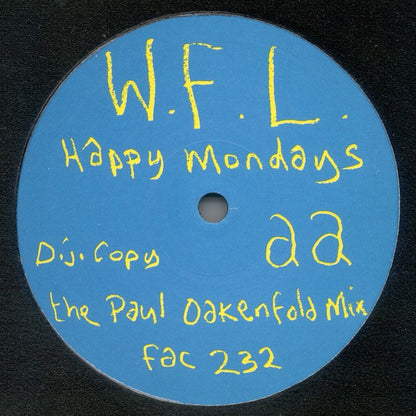 W.F.L.
Happy Mondays
D.j. Copy
aa
the Paul Oakenfold Mix
fac 232